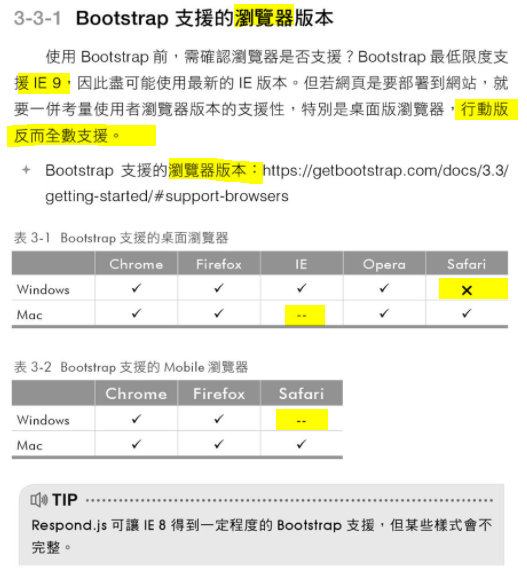 3-3-1 Bootstrap 支援的瀏覽器版本
使用 Bootstrap 前，需確認瀏覽器是否支援？Bootstrap 最低限度支
援 IE 9，因此盡可能使用最新的 IE 版本。但若網頁是要部署到網站，就
要一併考量使用者瀏覽器版本的支援性，特別是桌面版瀏覽器，行動版
反而全數支援。
+ Bootstrap 支援的瀏覽器版本：https://getbootstrap.com/docs/3.3/
getting-started/#support-browsers
表 3-1 Bootstrap 支援的桌面瀏覽器
Chrome Firefox IE Opera Safari
Windows ✓ ✓ ✓ ✓ ✗
Mac ✓ ✓ -- ✓ ✓
表 3-2 Bootstrap 支援的 Mobile 瀏覽器
Chrome Firefox Safari
Windows ✓ ✓ --
Mac ✓ ✓ ✓
TIP
Respond.js 可讓 IE 8 得到一定程度的 Bootstrap 支援，但某些樣式會不
完整。